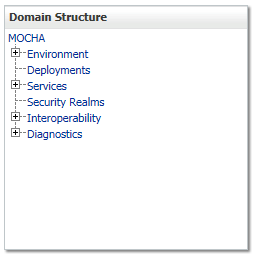 Domain Structure
MOCHA
Environment
Deployments
Services
Security Realms
Interoperability
Diagnostics